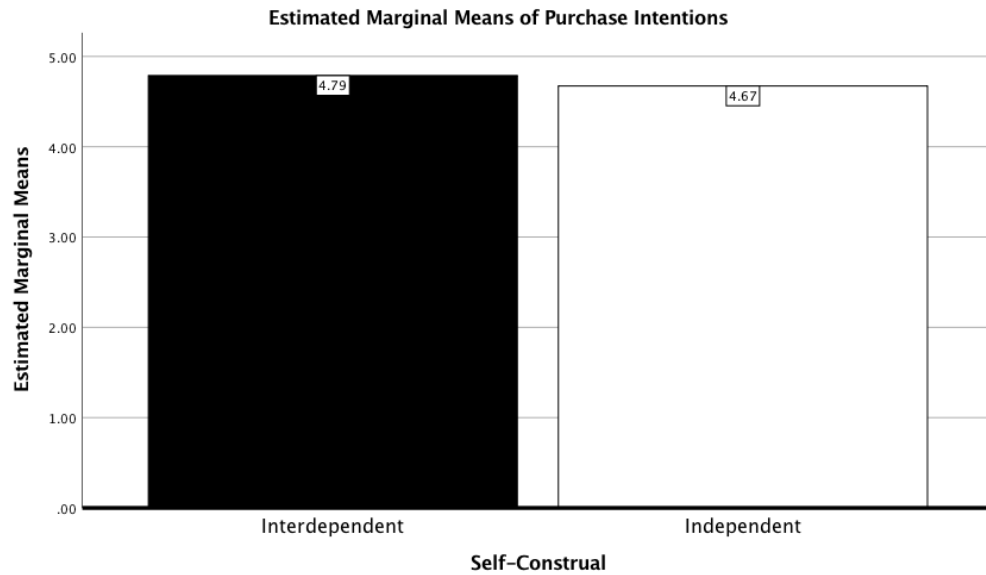 Estimated Marginal Means of Purchase Intentions
Estimated Marginal Means
5.00
4.00
3.00
2.00
1.00
.00
4.79
4.67
Interdependent
Independent
Self-Construal